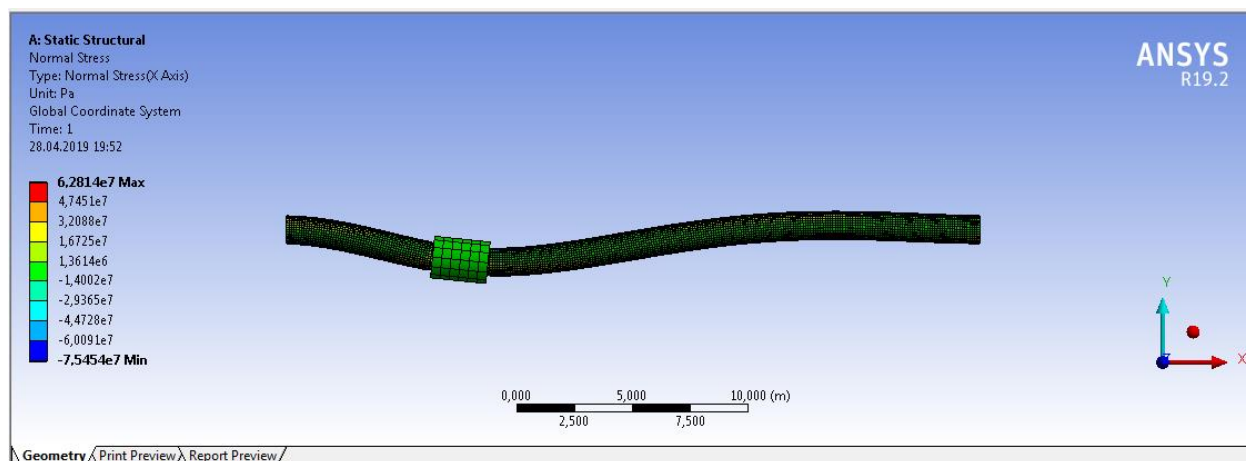 A: Static Structural
Normal Stress
Type: Normal Stress(X Axis)
Unit: Pa
Global Coordinate System
Time: 1
28.04.2019 19:52
ANSYS
R19.2
6,2814e7 Max
4,7451e7
3,2088e7
1,6725e7
1,3614e6
-1,4002e7
-2,9365e7
-4,4728e7
-6,0091e7
-7,5454e7 Min
Y
X
Z
0,000 5,000 10,000 (m)
2,500 7,500
Geometry Print Preview Report Preview